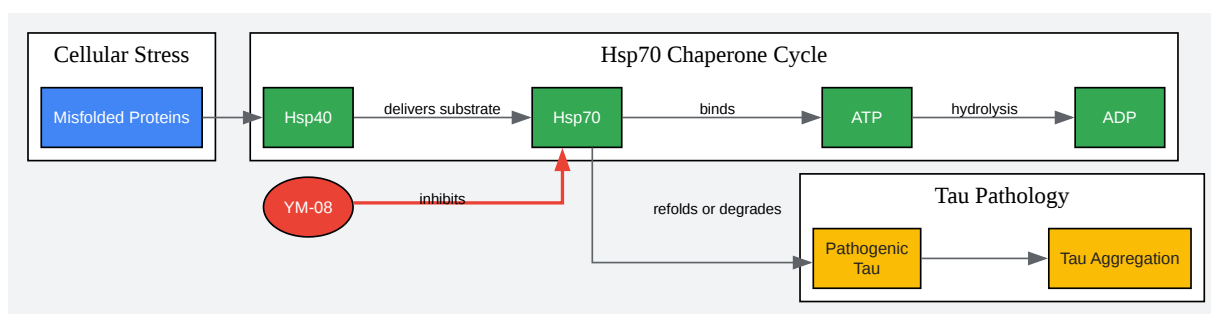 Cellular Stress
Hsp70 Chaperone Cycle
Misfolded Proteins
Hsp40
delivers substrate
Hsp70
binds
ATP
hydrolysis
ADP
YM-08
inhibits
refolds or degrades
Tau Pathology
Pathogenic
Tau
Tau Aggregation